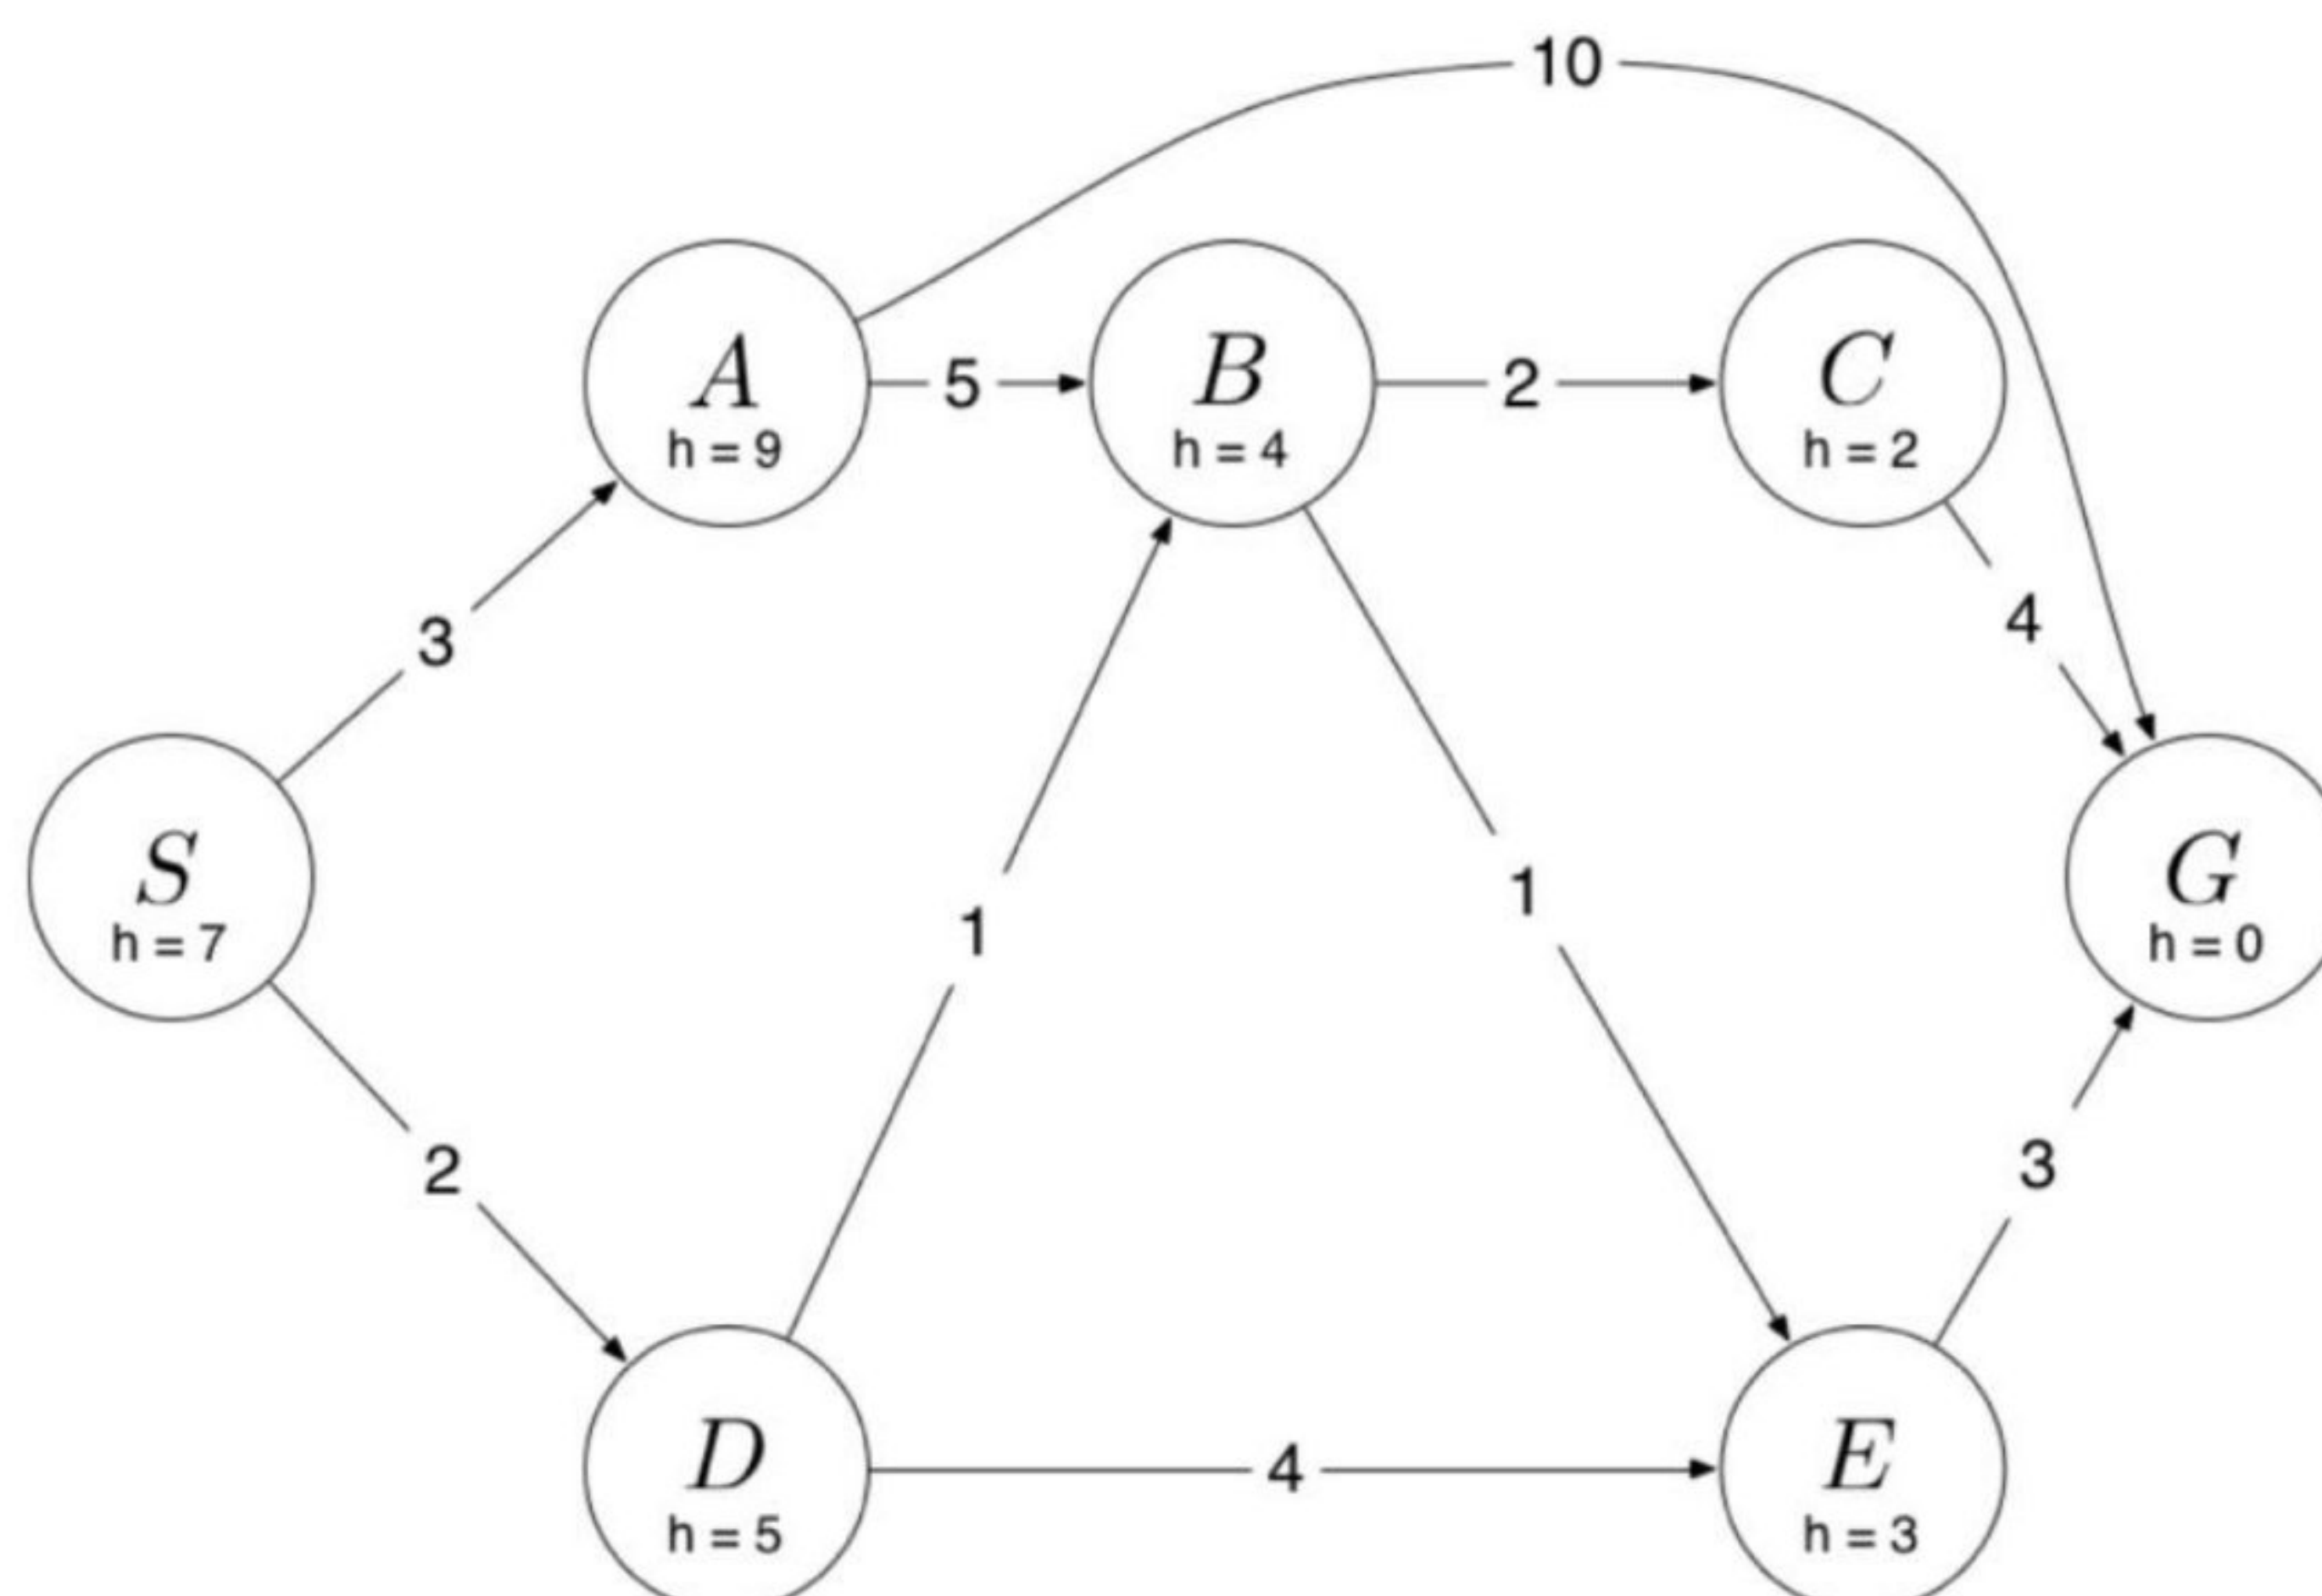 10
A
h = 9
5
B
h = 4
2
C
h = 2
3
4
S
h = 7
1
1
G
h = 0
2
3
D
h = 5
4
E
h = 3